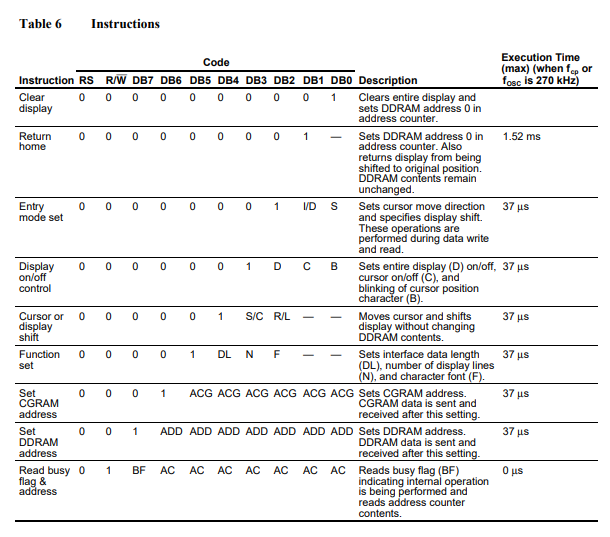 Table 6 Instructions
Code
Execution Time
(max) (when fcp or
Instruction RS R/W̅ DB7 DB6 DB5 DB4 DB3 DB2 DB1 DB0 Description fOSC is 270 kHz)
Clear 0 0 0 0 0 0 0 0 0 1 Clears entire display and
display sets DDRAM address 0 in
address counter.
Return 0 0 0 0 0 0 0 0 1 — Sets DDRAM address 0 in 1.52 ms
home address counter. Also
returns display from being
shifted to original position.
DDRAM contents remain
unchanged.
Entry 0 0 0 0 0 0 0 1 I/D S Sets cursor move direction 37 µs
mode set and specifies display shift.
These operations are
performed during data write
and read.
Display 0 0 0 0 0 0 1 D C B Sets entire display (D) on/off, 37 µs
on/off cursor on/off (C), and
control blinking of cursor position
character (B).
Cursor or 0 0 0 0 0 1 S/C R/L — — Moves cursor and shifts 37 µs
display display without changing
shift DDRAM contents.
Function 0 0 0 0 1 DL N F — — Sets interface data length 37 µs
set (DL), number of display lines
(N), and character font (F).
Set 0 0 0 1 ACG ACG ACG ACG ACG ACG Sets CGRAM address. 37 µs
CGRAM CGRAM data is sent and
address received after this setting.
Set 0 0 1 ADD ADD ADD ADD ADD ADD ADD Sets DDRAM address. 37 µs
DDRAM DDRAM data is sent and
address received after this setting.
Read busy 0 1 BF AC AC AC AC AC AC AC Reads busy flag (BF) 0 µs
flag & indicating internal operation
address is being performed and
reads address counter
contents.